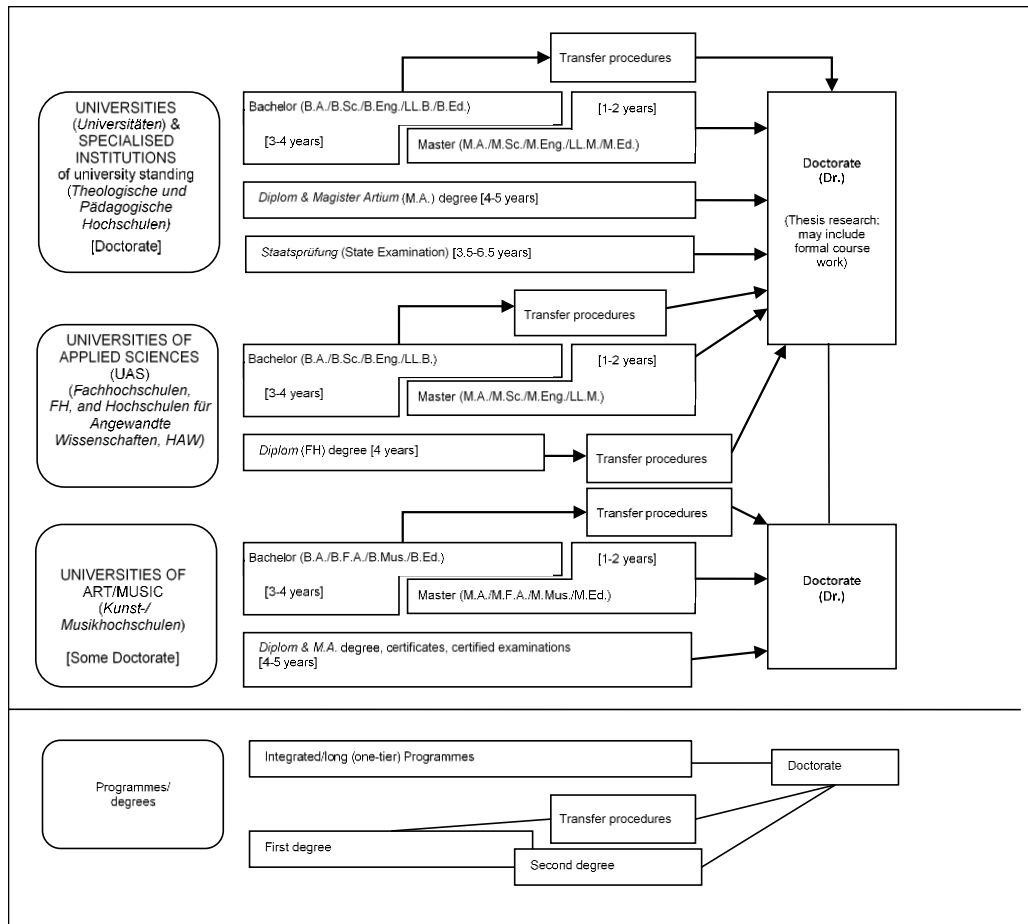 Transfer procedures
UNIVERSITIES
(Universitäten) &
SPECIALISED
INSTITUTIONS
of university standing
(Theologische und
Pädagogische
Hochschulen)
[Doctorate]
Bachelor (B.A./B.Sc./B.Eng./LL.B./B.Ed.)
[3-4 years]
[1-2 years]
Master (M.A./M.Sc./M.Eng./LL.M./M.Ed.)
Diplom & Magister Artium (M.A.) degree [4-5 years]
Staatsprüfung (State Examination) [3.5-6.5 years]
Doctorate
(Dr.)
(Thesis research;
may include
formal course
work)
Transfer procedures
UNIVERSITIES OF
APPLIED SCIENCES
(UAS)
(Fachhochschulen,
FH, and Hochschulen für
Angewandte
Wissenschaften, HAW)
Bachelor (B.A./B.Sc./B.Eng./LL.B.)
[3-4 years]
[1-2 years]
Master (M.A./M.Sc./M.Eng./LL.M.)
Diplom (FH) degree [4 years]
Transfer procedures
Transfer procedures
UNIVERSITIES OF
ART/MUSIC
(Kunst-/
Musikhochschulen)
[Some Doctorate]
Bachelor (B.A./B.F.A./B.Mus./B.Ed.)
[3-4 years]
[1-2 years]
Master (M.A./M.F.A./M.Mus./M.Ed.)
Diplom & M.A. degree, certificates, certified examinations
[4-5 years]
Doctorate
(Dr.)
Programmes/
degrees
Integrated/long (one-tier) Programmes
Doctorate
Transfer procedures
First degree
Second degree